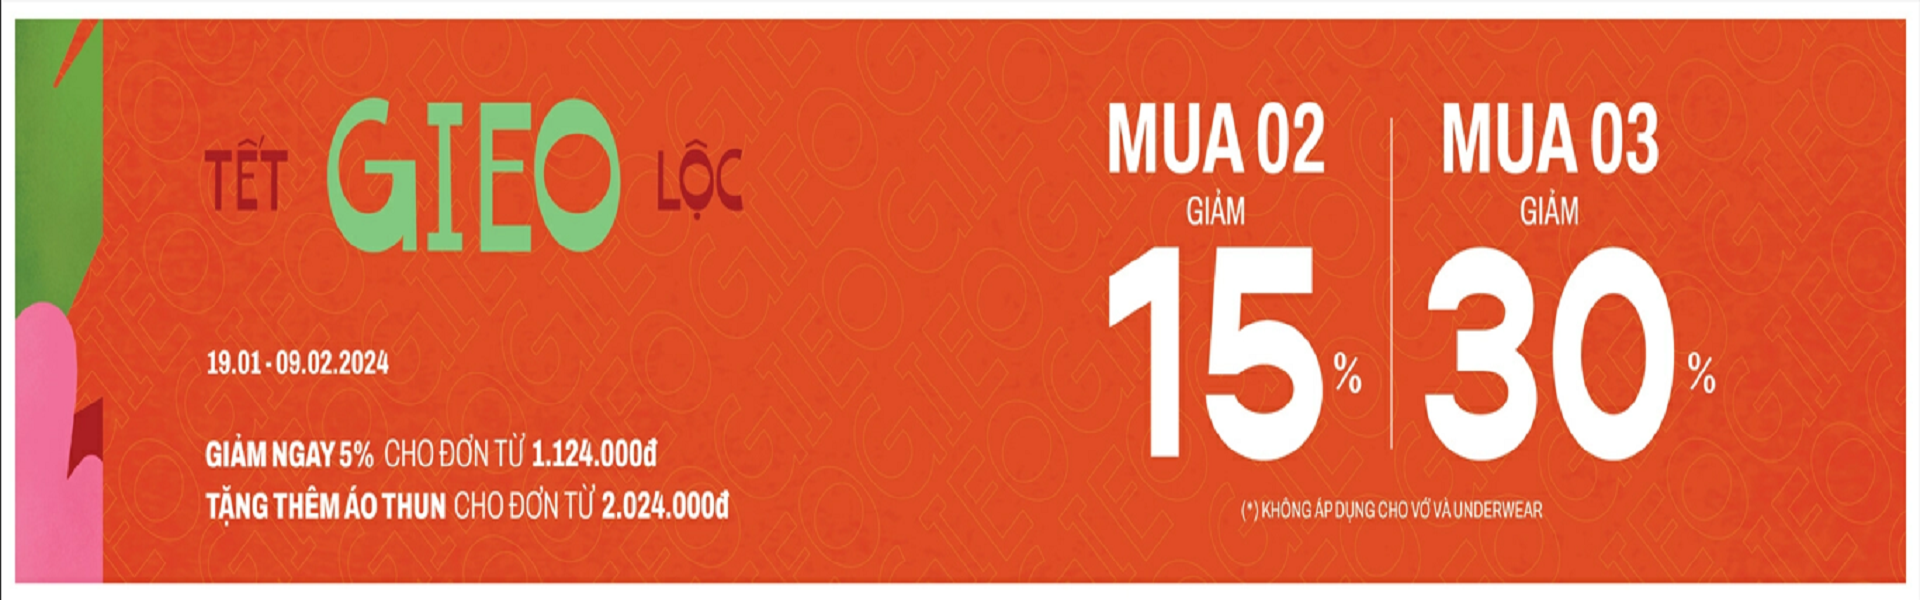 TẾT GIEO LỘC
19.01 - 09.02.2024
GIẢM NGAY 5% CHO ĐƠN TỪ 1.124.000đ
TẶNG THÊM ÁO THUN CHO ĐƠN TỪ 2.024.000đ
MUA 02
GIẢM
15%
MUA 03
GIẢM
30%
(*) KHÔNG ÁP DỤNG CHO VỚ VÀ UNDERWEAR